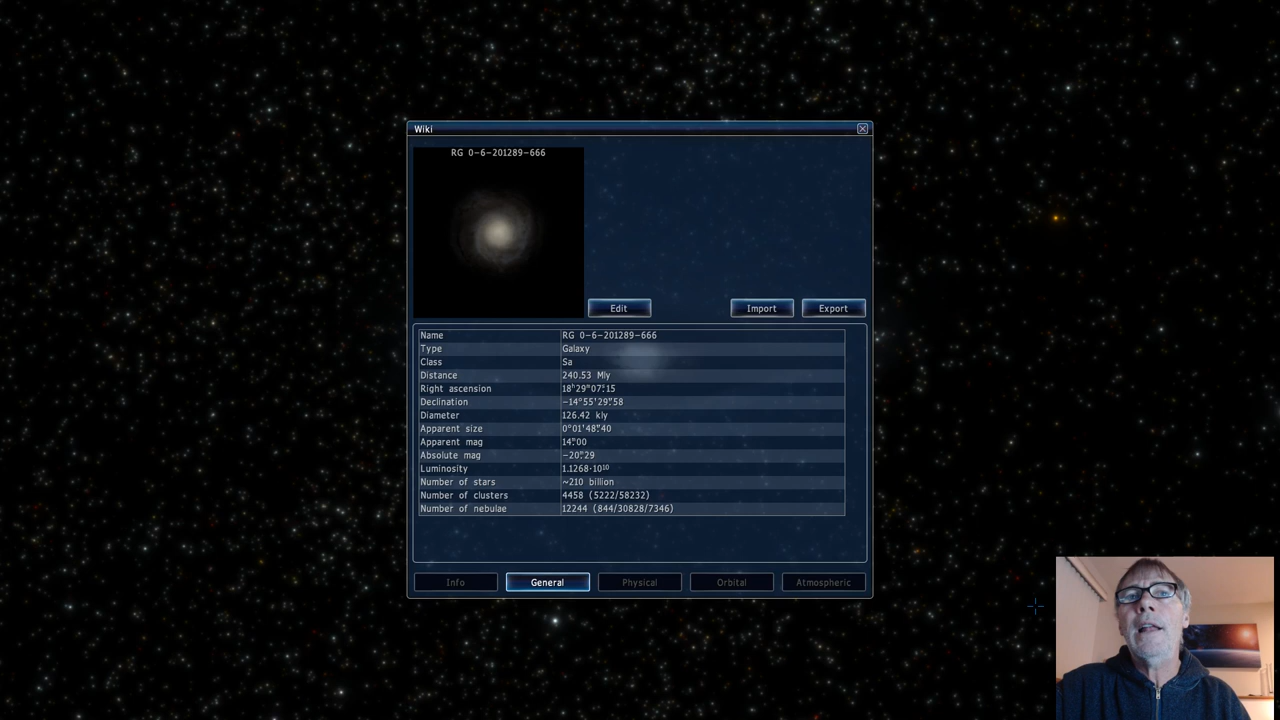 Wiki
RG 0-6-201289-666
Edit
Import
Export
Name RG 0-6-201289-666
Type Galaxy
Class Sa
Distance 240.53 Mly
Right ascension 18ʰ29ᵐ07ˢ.15
Declination -14°55'29".58
Diameter 126.42 kly
Apparent size 0°01'48".40
Apparent mag 14ᵐ.00
Absolute mag -20ᵐ.29
Luminosity 1.1268·10¹⁰
Number of stars ~210 billion
Number of clusters 4458 (5222/58232)
Number of nebulae 12244 (844/30828/7346)
Info
General
Physical
Orbital
Atmospheric